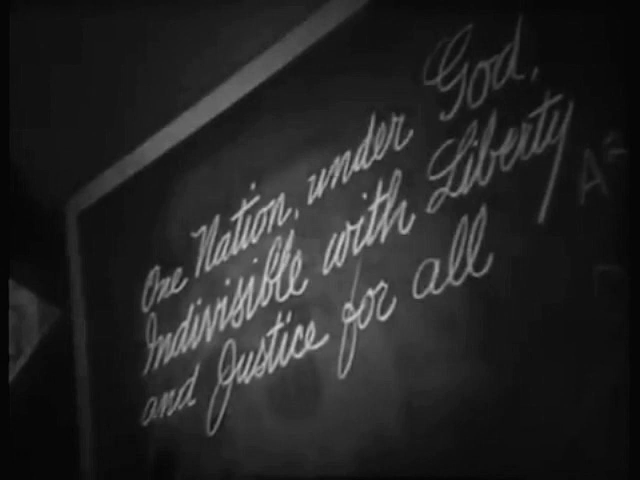 One Nation, under God,
Indivisible with Liberty
and Justice for all
A